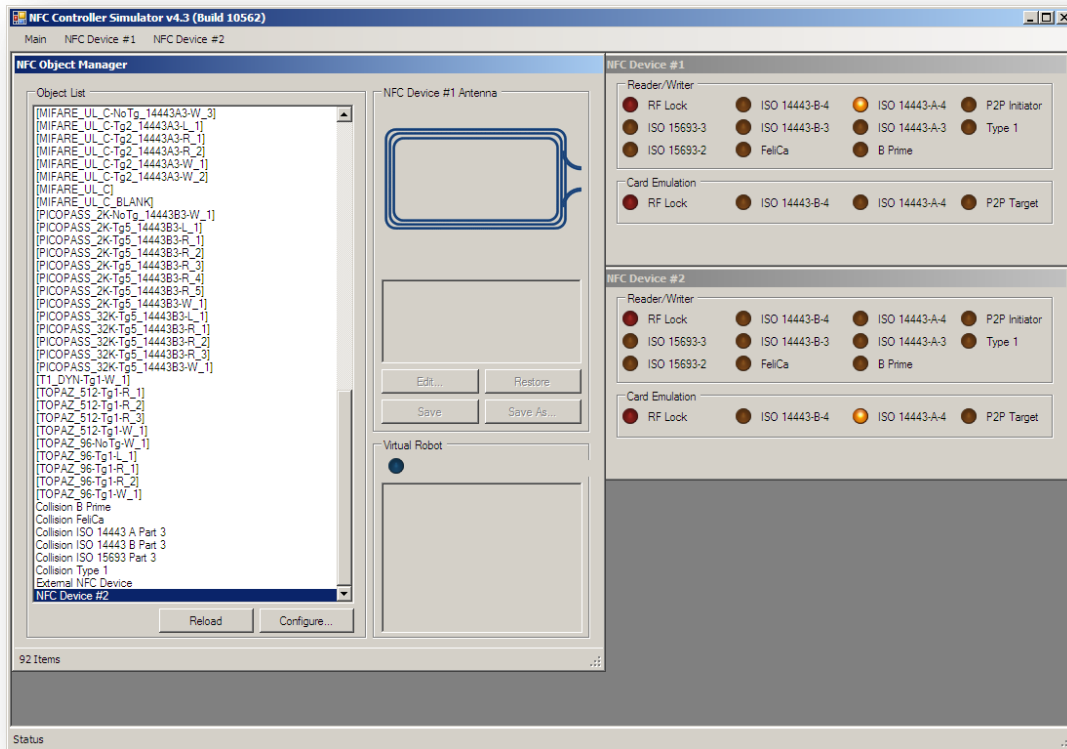 NFC Controller Simulator v4.3 (Build 10562)
Main NFC Device #1 NFC Device #2
NFC Object Manager
Object List
[MIFARE_UL_C-NoTg_14443A3-W_3]
[MIFARE_UL_C-Tg2_14443A3-L_1]
[MIFARE_UL_C-Tg2_14443A3-R_1]
[MIFARE_UL_C-Tg2_14443A3-R_2]
[MIFARE_UL_C-Tg2_14443A3-W_1]
[MIFARE_UL_C-Tg2_14443A3-W_2]
[MIFARE_UL_C]
[MIFARE_UL_C_BLANK]
[PICOPASS_2K-NoTg_14443B3-W_1]
[PICOPASS_2K-Tg5_14443B3-L_1]
[PICOPASS_2K-Tg5_14443B3-R_1]
[PICOPASS_2K-Tg5_14443B3-R_2]
[PICOPASS_2K-Tg5_14443B3-R_3]
[PICOPASS_2K-Tg5_14443B3-R_4]
[PICOPASS_2K-Tg5_14443B3-R_5]
[PICOPASS_2K-Tg5_14443B3-W_1]
[PICOPASS_32K-Tg5_14443B3-L_1]
[PICOPASS_32K-Tg5_14443B3-R_1]
[PICOPASS_32K-Tg5_14443B3-R_2]
[PICOPASS_32K-Tg5_14443B3-R_3]
[PICOPASS_32K-Tg5_14443B3-W_1]
[T1_DYN-Tg1-W_1]
[TOPAZ_512-Tg1-R_1]
[TOPAZ_512-Tg1-R_2]
[TOPAZ_512-Tg1-R_3]
[TOPAZ_512-Tg1-W_1]
[TOPAZ_96-NoTg-W_1]
[TOPAZ_96-Tg1-L_1]
[TOPAZ_96-Tg1-R_1]
[TOPAZ_96-Tg1-R_2]
[TOPAZ_96-Tg1-W_1]
Collision B Prime
Collision FeliCa
Collision ISO 14443 A Part 3
Collision ISO 14443 B Part 3
Collision ISO 15693 Part 3
Collision Type 1
External NFC Device
NFC Device #2
Reload Configure...
92 Items
NFC Device #1 Antenna
Edit... Restore
Save Save As...
Virtual Robot
NFC Device #1
Reader/Writer
RF Lock ISO 14443-B-4 ISO 14443-A-4 P2P Initiator
ISO 15693-3 ISO 14443-B-3 ISO 14443-A-3 Type 1
ISO 15693-2 FeliCa B Prime
Card Emulation
RF Lock ISO 14443-B-4 ISO 14443-A-4 P2P Target
NFC Device #2
Reader/Writer
RF Lock ISO 14443-B-4 ISO 14443-A-4 P2P Initiator
ISO 15693-3 ISO 14443-B-3 ISO 14443-A-3 Type 1
ISO 15693-2 FeliCa B Prime
Card Emulation
RF Lock ISO 14443-B-4 ISO 14443-A-4 P2P Target
Status